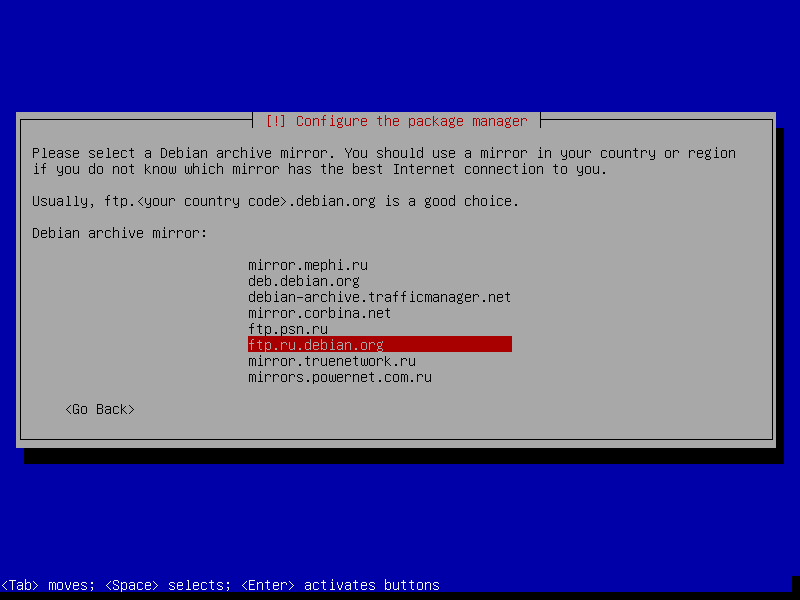 [!] Configure the package manager
Please select a Debian archive mirror. You should use a mirror in your country or region
if you do not know which mirror has the best Internet connection to you.
Usually, ftp.<your country code>.debian.org is a good choice.
Debian archive mirror:
mirror.mephi.ru
deb.debian.org
debian-archive.trafficmanager.net
mirror.corbina.net
ftp.psn.ru
ftp.ru.debian.org
mirror.truenetwork.ru
mirrors.powernet.com.ru
<Go Back>
<Tab> moves; <Space> selects; <Enter> activates buttons